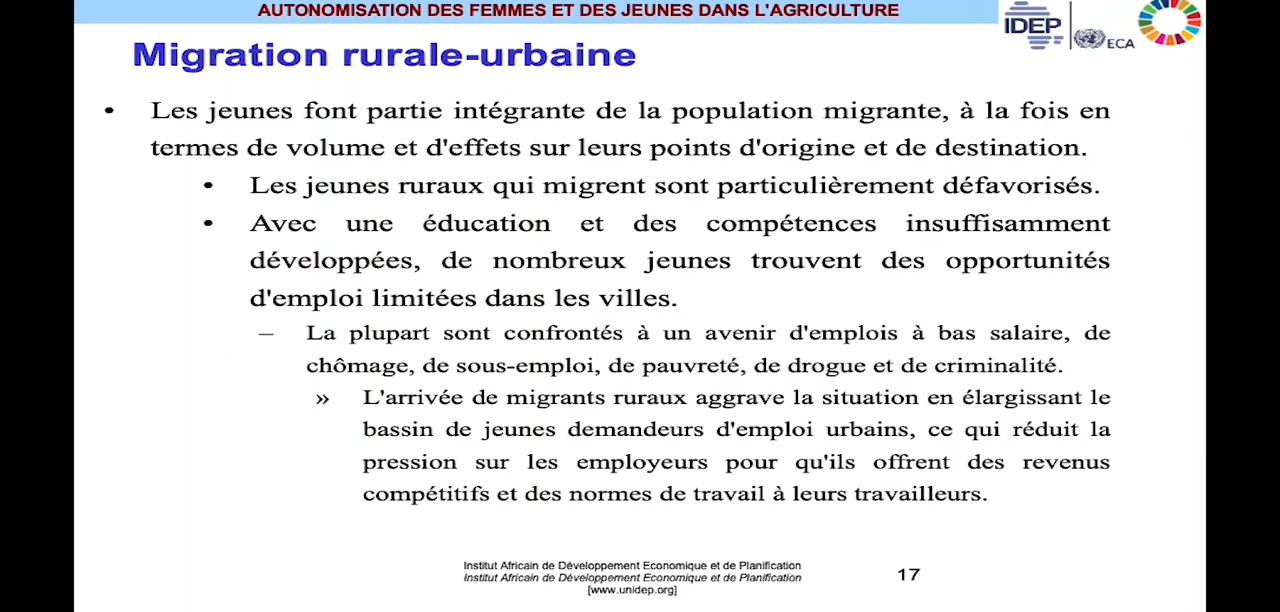 AUTONOMISATION DES FEMMES ET DES JEUNES DANS L'AGRICULTURE
IDEP
ECA
Migration rurale-urbaine
• Les jeunes font partie intégrante de la population migrante, à la fois en
termes de volume et d'effets sur leurs points d'origine et de destination.
• Les jeunes ruraux qui migrent sont particulièrement défavorisés.
• Avec une éducation et des compétences insuffisamment
développées, de nombreux jeunes trouvent des opportunités
d'emploi limitées dans les villes.
– La plupart sont confrontés à un avenir d'emplois à bas salaire, de
chômage, de sous-emploi, de pauvreté, de drogue et de criminalité.
» L'arrivée de migrants ruraux aggrave la situation en élargissant le
bassin de jeunes demandeurs d'emploi urbains, ce qui réduit la
pression sur les employeurs pour qu'ils offrent des revenus
compétitifs et des normes de travail à leurs travailleurs.
Institut Africain de Développement Economique et de Planification
Institut Africain de Développement Economique et de Planification
[www.unidep.org]
17